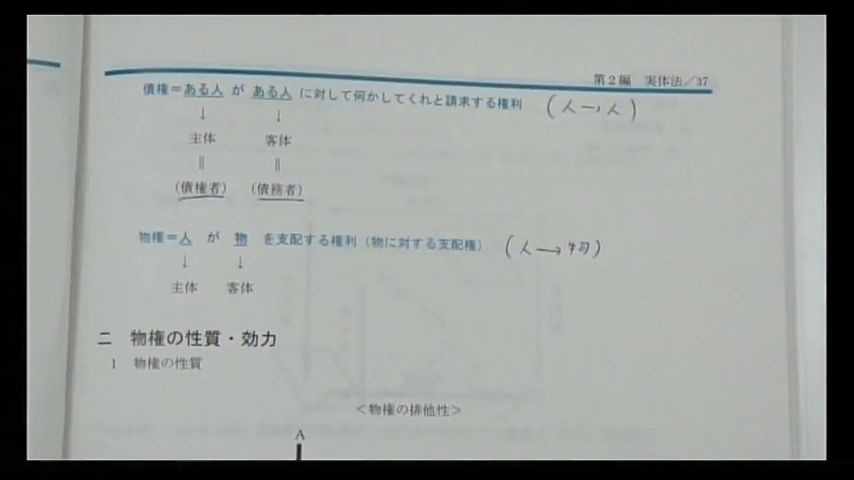 第2編 実体法／37
債権＝ある人 が ある人 に対して何かしてくれと請求する権利 (人→人)
↓ ↓
主体 客体
‖ ‖
(債権者) (債務者)
物権＝人 が 物 を支配する権利（物に対する支配権） (人→物)
↓ ↓
主体 客体
二 物権の性質・効力
1 物権の性質
＜物権の排他性＞
A